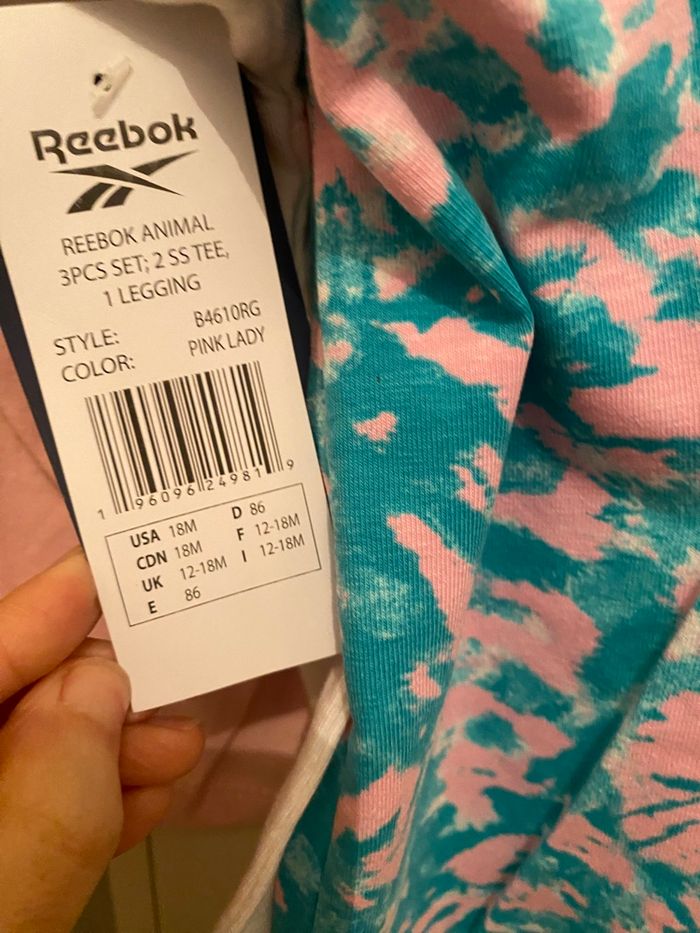 Reebok
REEBOK ANIMAL
3PCS SET; 2 SS TEE,
1 LEGGING
STYLE: B4610RG
COLOR: PINK LADY
1 96096 24981 9
USA 18M D 86
CDN 18M F 12-18M
UK 12-18M I 12-18M
E 86